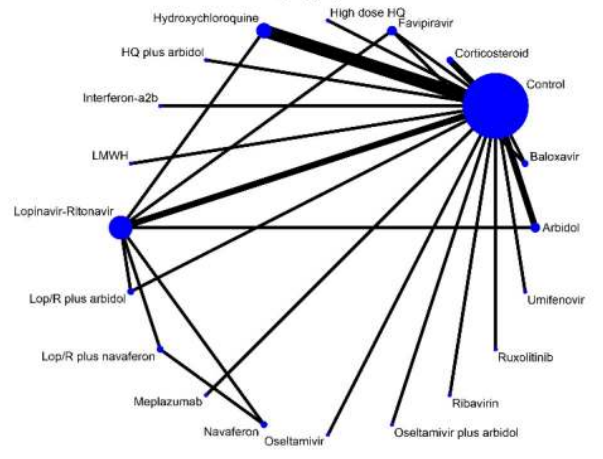 High dose HQ
Hydroxychloroquine
Favipiravir
HQ plus arbidol
Corticosteroid
Control
Interferon-a2b
LMWH
Baloxavir
Lopinavir-Ritonavir
Arbidol
Lop/R plus arbidol
Umifenovir
Lop/R plus navaferon
Ruxolitinib
Meplazumab
Ribavirin
Navaferon
Oseltamivir
Oseltamivir plus arbidol